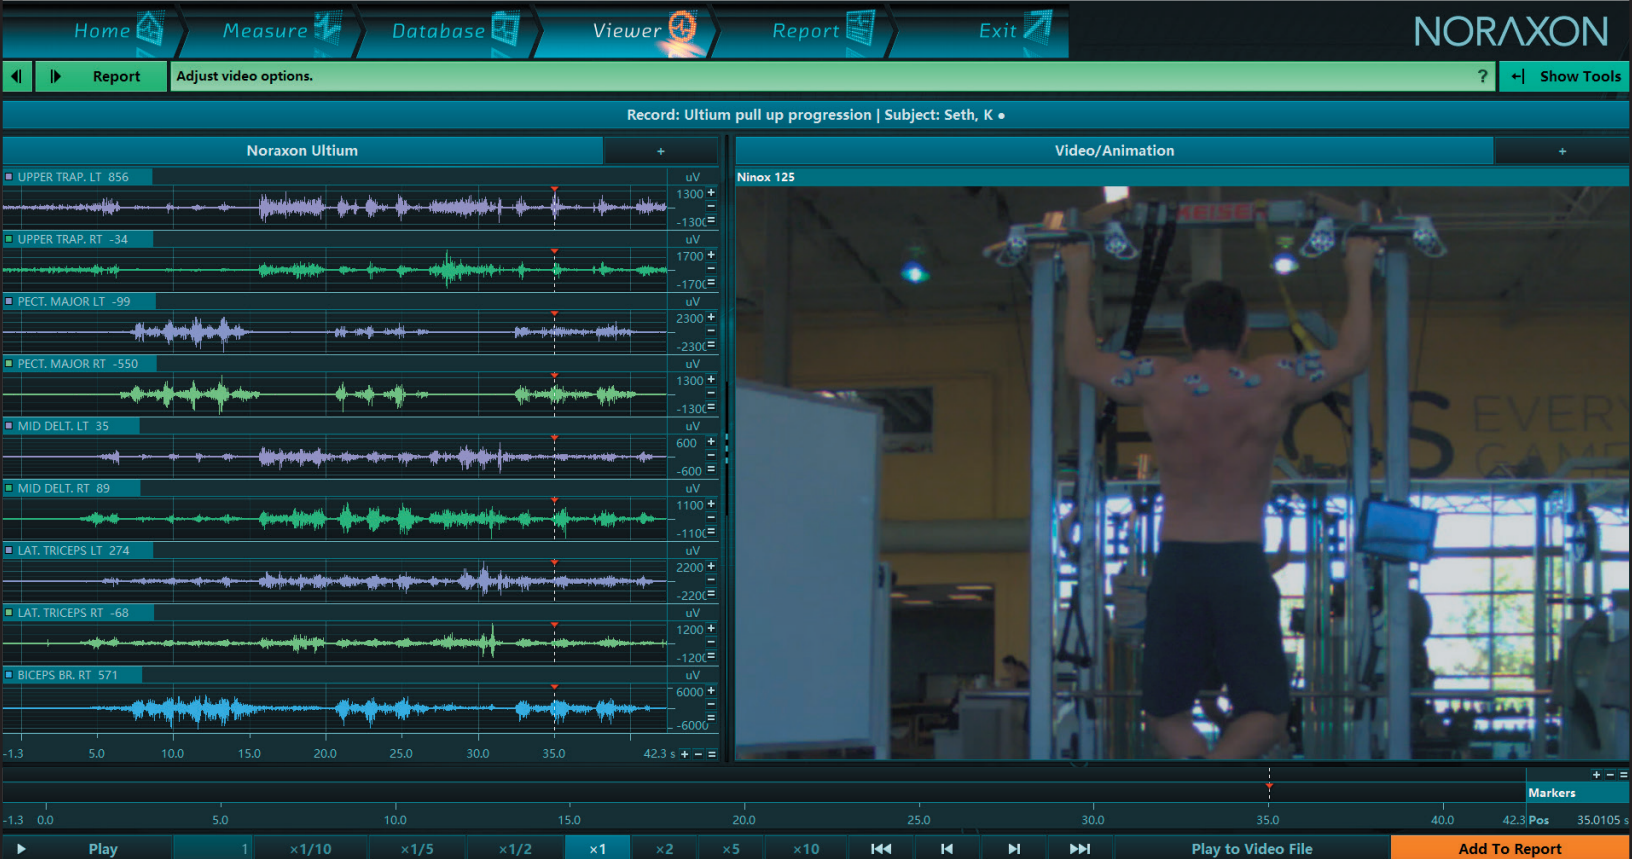 Home Measure Database Viewer Report Exit NORAXON
Report Adjust video options. ? Show Tools
Record: Ultium pull up progression | Subject: Seth, K ●
Noraxon Ultium +
UPPER TRAP. LT 856 uV
1300 +
-1300 =
UPPER TRAP. RT -34 uV
1700 +
-1700 =
PECT. MAJOR LT -99 uV
2300 +
-2300 =
PECT. MAJOR RT -550 uV
1300 +
-1300 =
MID DELT. LT 35 uV
600 +
-600 =
MID DELT. RT 89 uV
1100 +
-1100 =
LAT. TRICEPS LT 274 uV
2200 +
-2200 =
LAT. TRICEPS RT -68 uV
1200 +
-1200 =
BICEPS BR. RT 571 uV
6000 +
-6000 =
-1.3 5.0 10.0 15.0 20.0 25.0 30.0 35.0 42.3 s + − =
Video/Animation +
Ninox 125
KEISER
EVERY
GAME
+ − =
Markers
-1.3 0.0 5.0 10.0 15.0 20.0 25.0 30.0 35.0 40.0 42.3 Pos 35.0105 s
Play 1 ×1/10 ×1/5 ×1/2 ×1 ×2 ×5 ×10 Play to Video File Add To Report